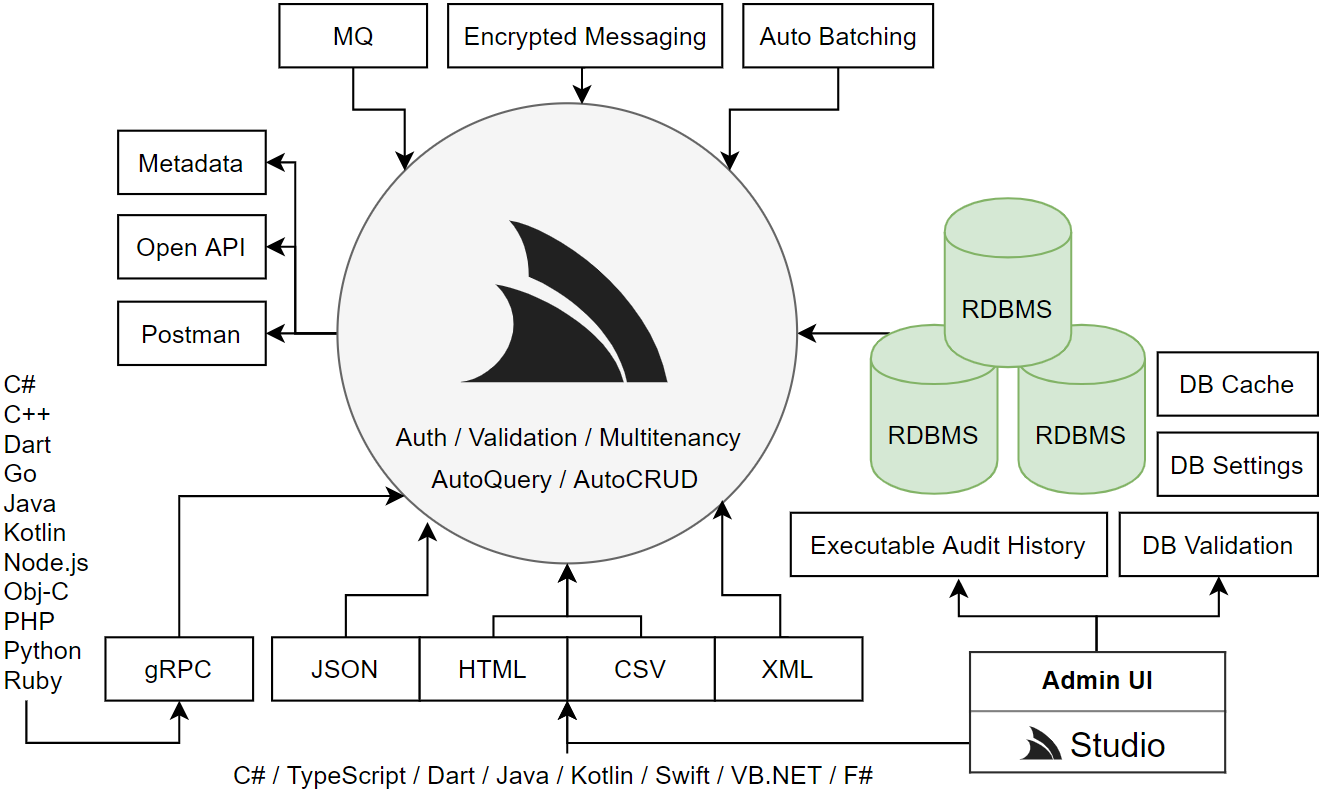 MQ
Encrypted Messaging
Auto Batching
Metadata
Open API
Postman
RDBMS
RDBMS
RDBMS
DB Cache
DB Settings
Executable Audit History
DB Validation
Auth / Validation / Multitenancy
AutoQuery / AutoCRUD
C#
C++
Dart
Go
Java
Kotlin
Node.js
Obj-C
PHP
Python
Ruby
gRPC
JSON
HTML
CSV
XML
Admin UI
Studio
C# / TypeScript / Dart / Java / Kotlin / Swift / VB.NET / F#